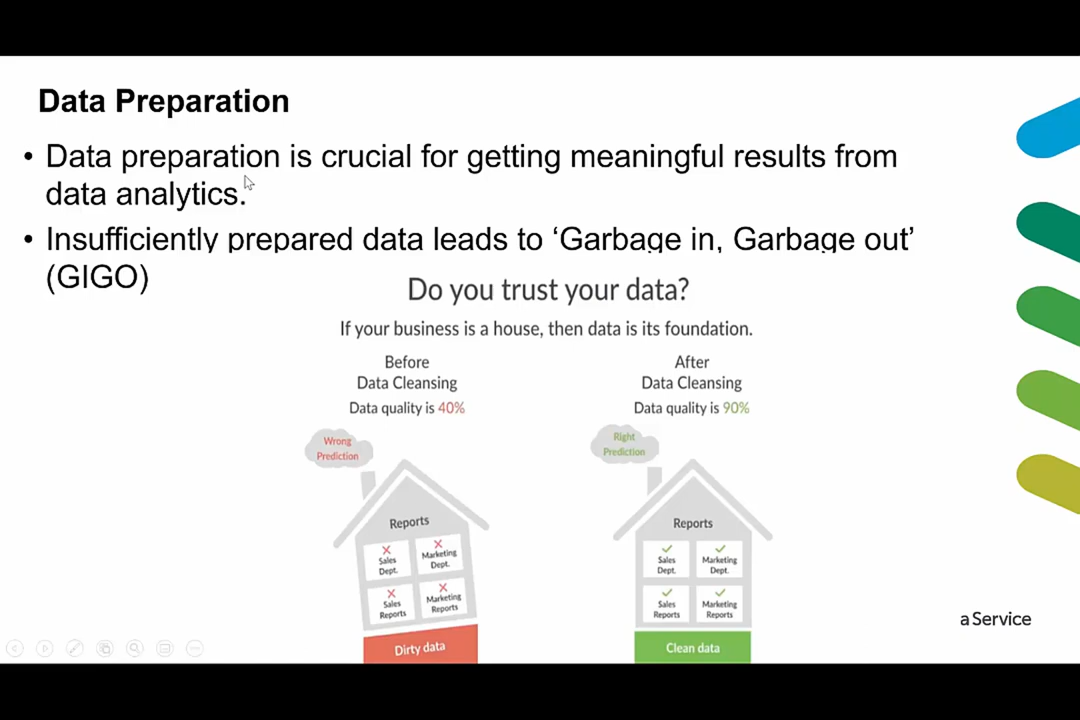 Data Preparation
• Data preparation is crucial for getting meaningful results from
data analytics.
• Insufficiently prepared data leads to ‘Garbage in, Garbage out’
(GIGO)
Do you trust your data?
If your business is a house, then data is its foundation.
Before
Data Cleansing
Data quality is 40%
Wrong
Prediction
Reports
Sales
Dept.
Marketing
Dept.
Sales
Reports
Marketing
Reports
Dirty data
After
Data Cleansing
Data quality is 90%
Right
Prediction
Reports
Sales
Dept.
Marketing
Dept.
Sales
Reports
Marketing
Reports
Clean data
a Service